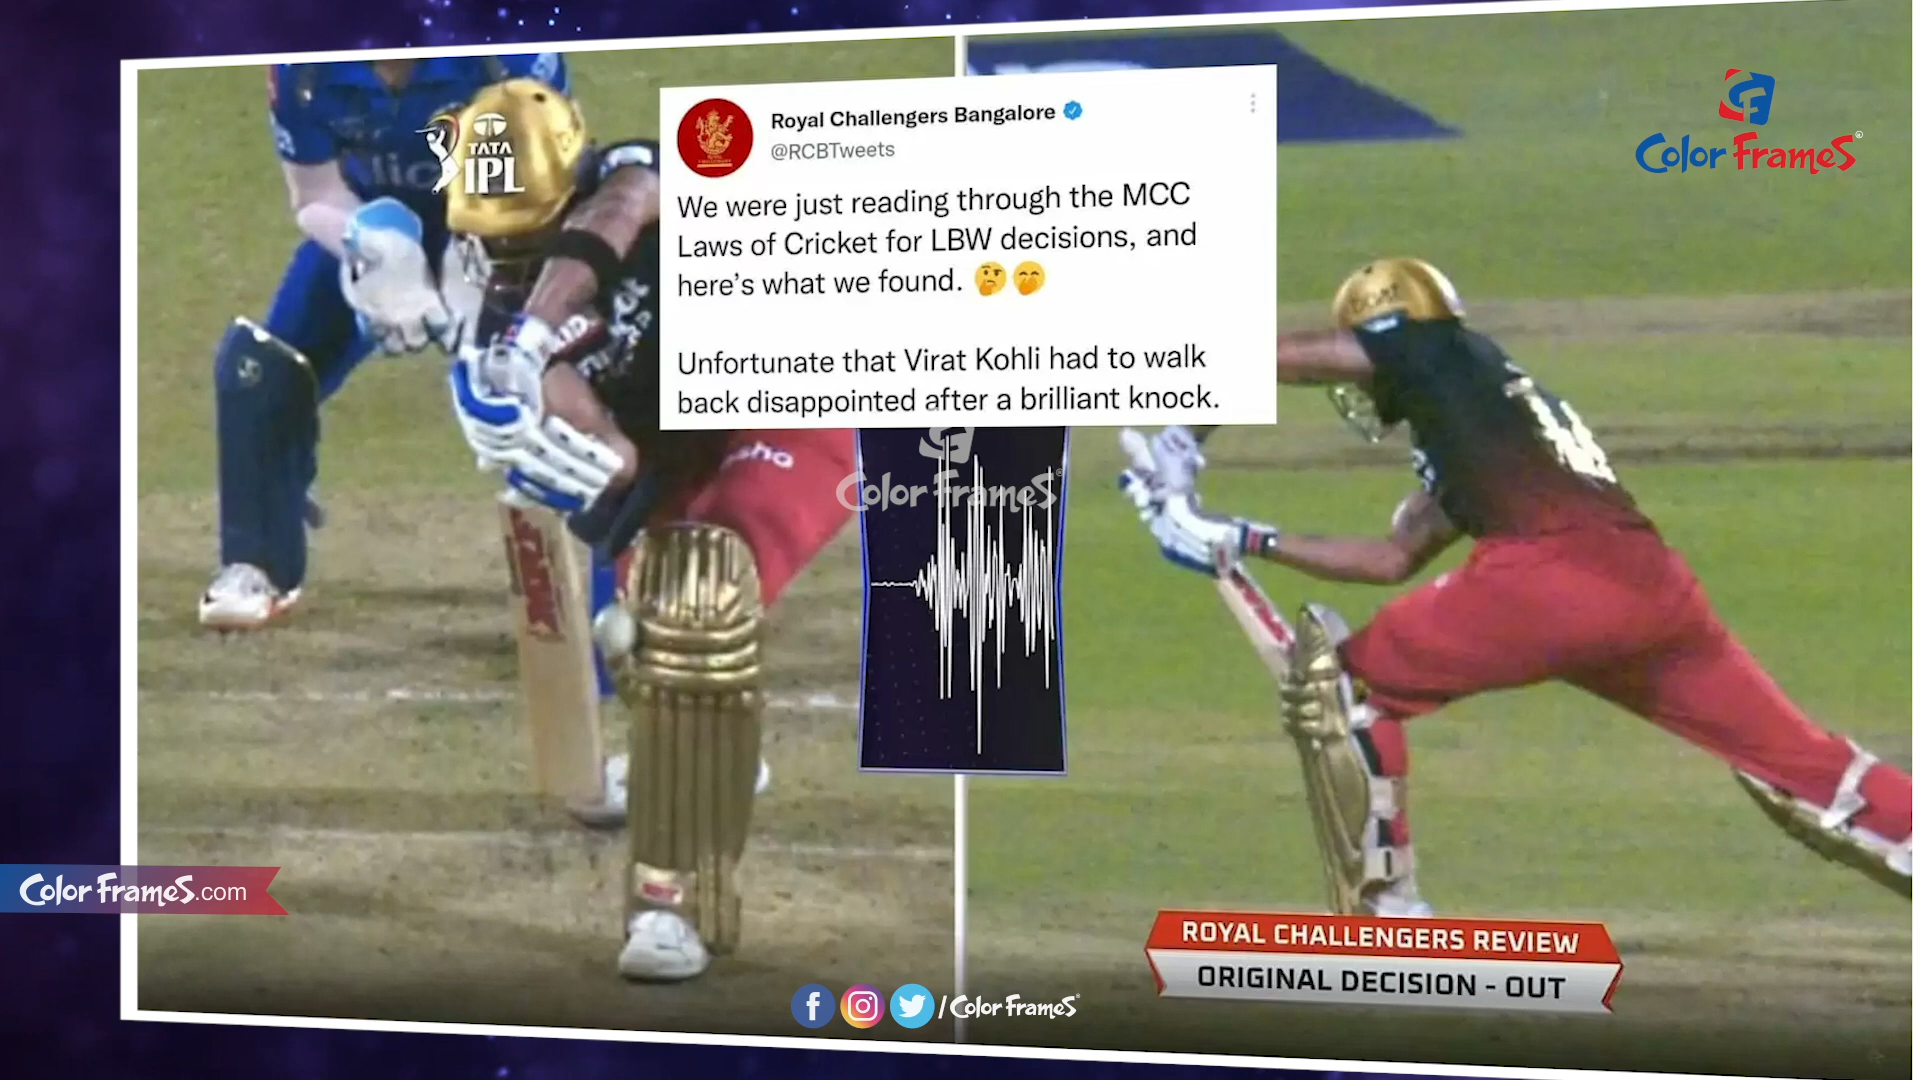 Royal Challengers Bangalore
@RCBTweets
We were just reading through the MCC
Laws of Cricket for LBW decisions, and
here's what we found. 🤔🤭
Unfortunate that Virat Kohli had to walk
back disappointed after a brilliant knock.
TATA
IPL
Color FrameS
Color FrameS
Color FrameS.com
ROYAL CHALLENGERS REVIEW
ORIGINAL DECISION - OUT
/Color FrameS